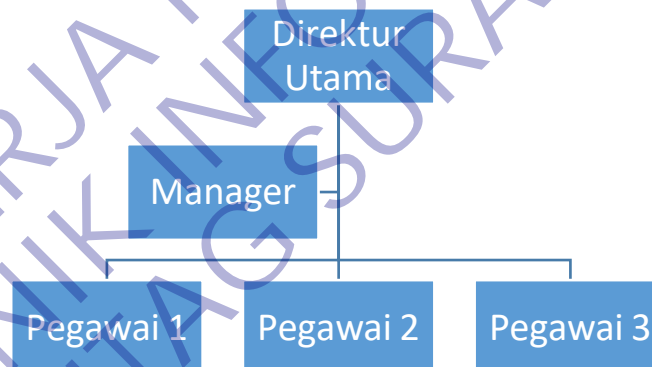 Direktur
Utama
Manager
Pegawai 1
Pegawai 2
Pegawai 3